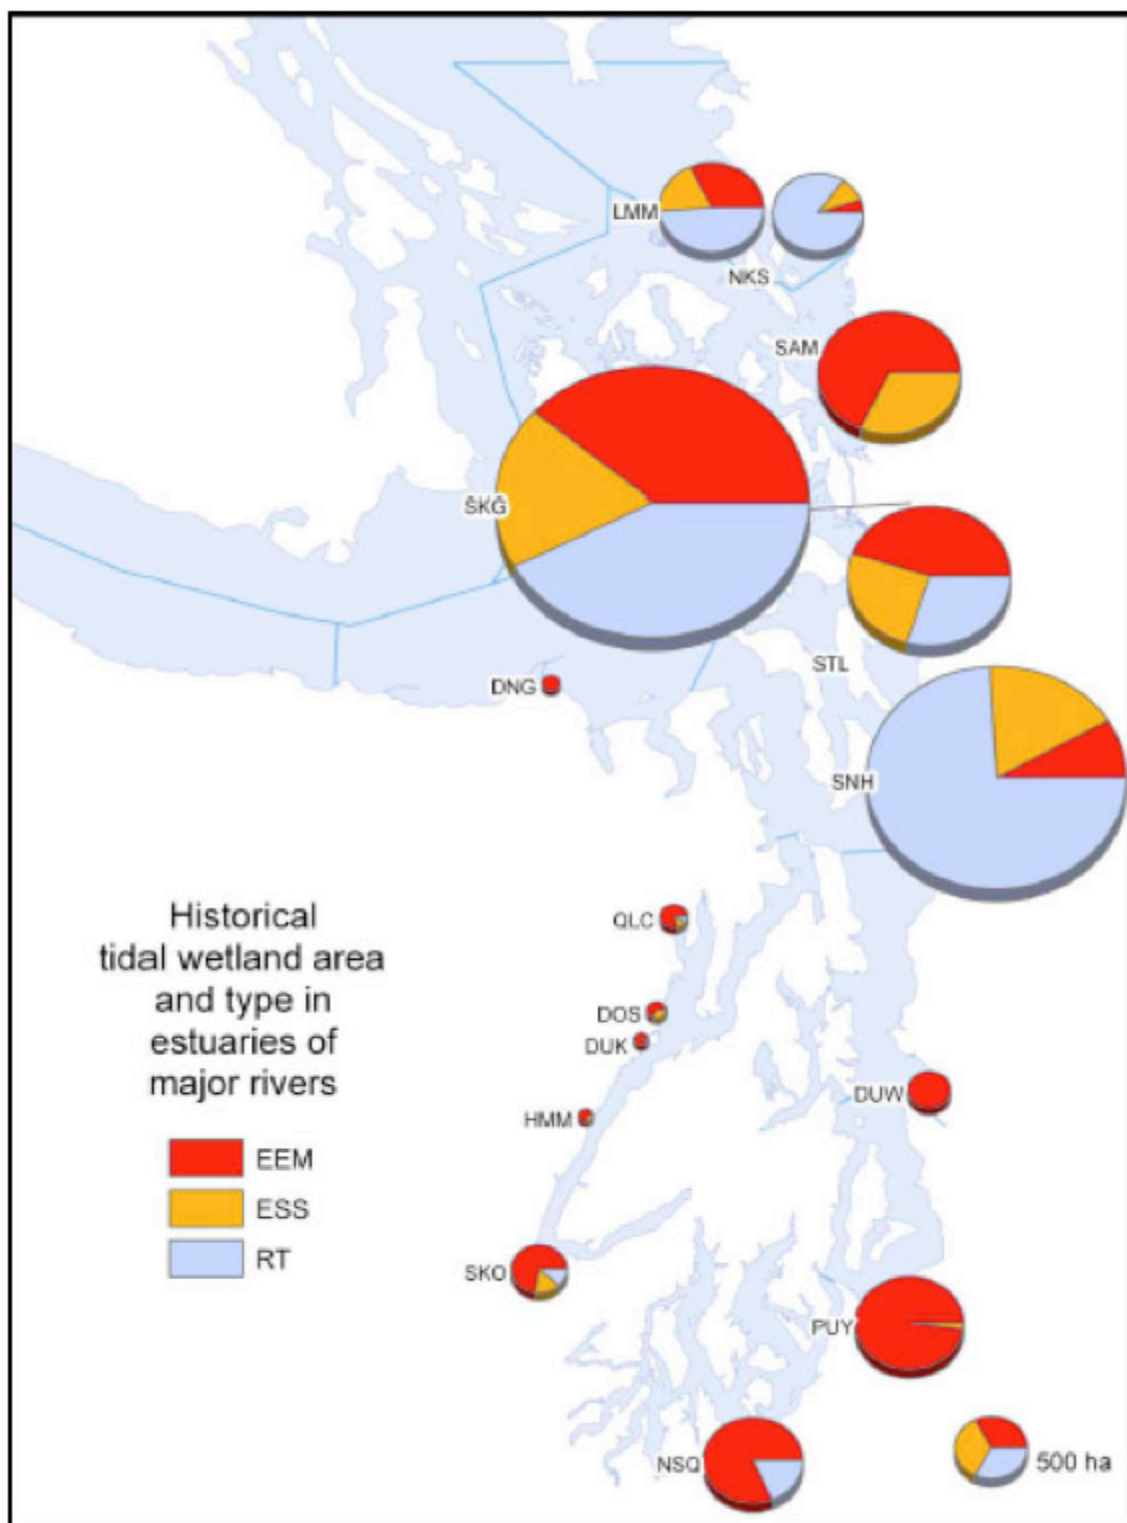 LMM
NKS
SAM
SKG
STL
DNG
SNH
Historical
tidal wetland area
and type in
estuaries of
major rivers
EEM
ESS
RT
QLC
DOS
DUK
DUW
HMM
SKO
PUY
NSQ
500 ha